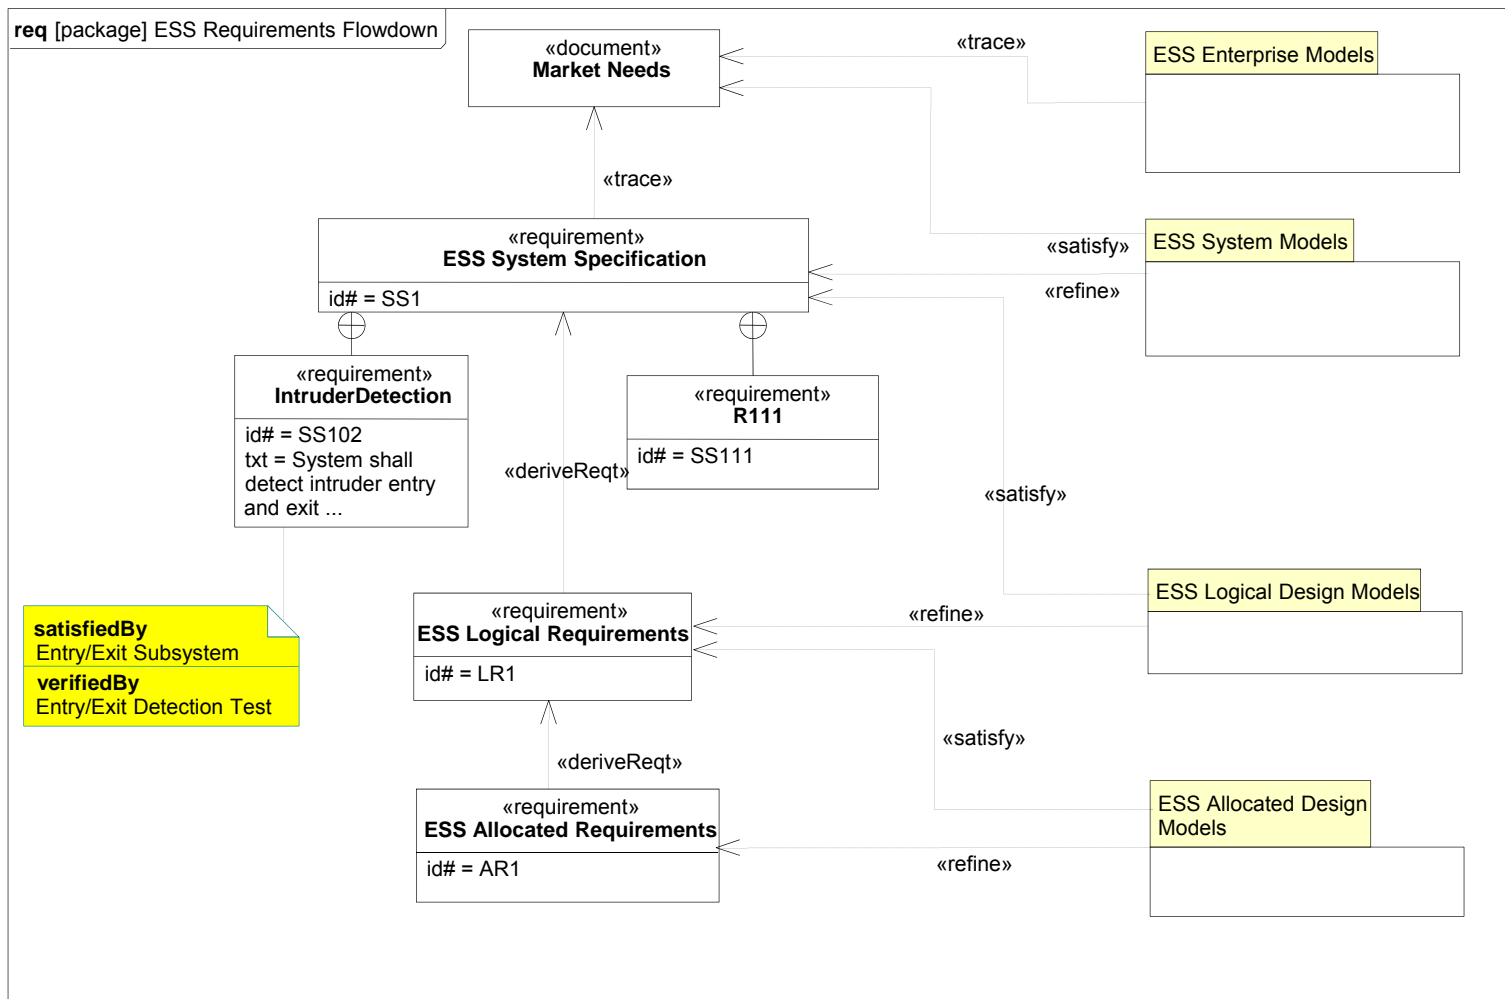 req [package] ESS Requirements Flowdown
«document»
Market Needs
«trace»
ESS Enterprise Models
«trace»
«requirement»
ESS System Specification
id# = SS1
«satisfy»
ESS System Models
«refine»
«requirement»
IntruderDetection
id# = SS102
txt = System shall
detect intruder entry
and exit ...
«requirement»
R111
id# = SS111
«deriveReqt»
«satisfy»
satisfiedBy
Entry/Exit Subsystem
verifiedBy
Entry/Exit Detection Test
«requirement»
ESS Logical Requirements
id# = LR1
«refine»
ESS Logical Design Models
«satisfy»
«deriveReqt»
«requirement»
ESS Allocated Requirements
id# = AR1
«refine»
ESS Allocated Design
Models